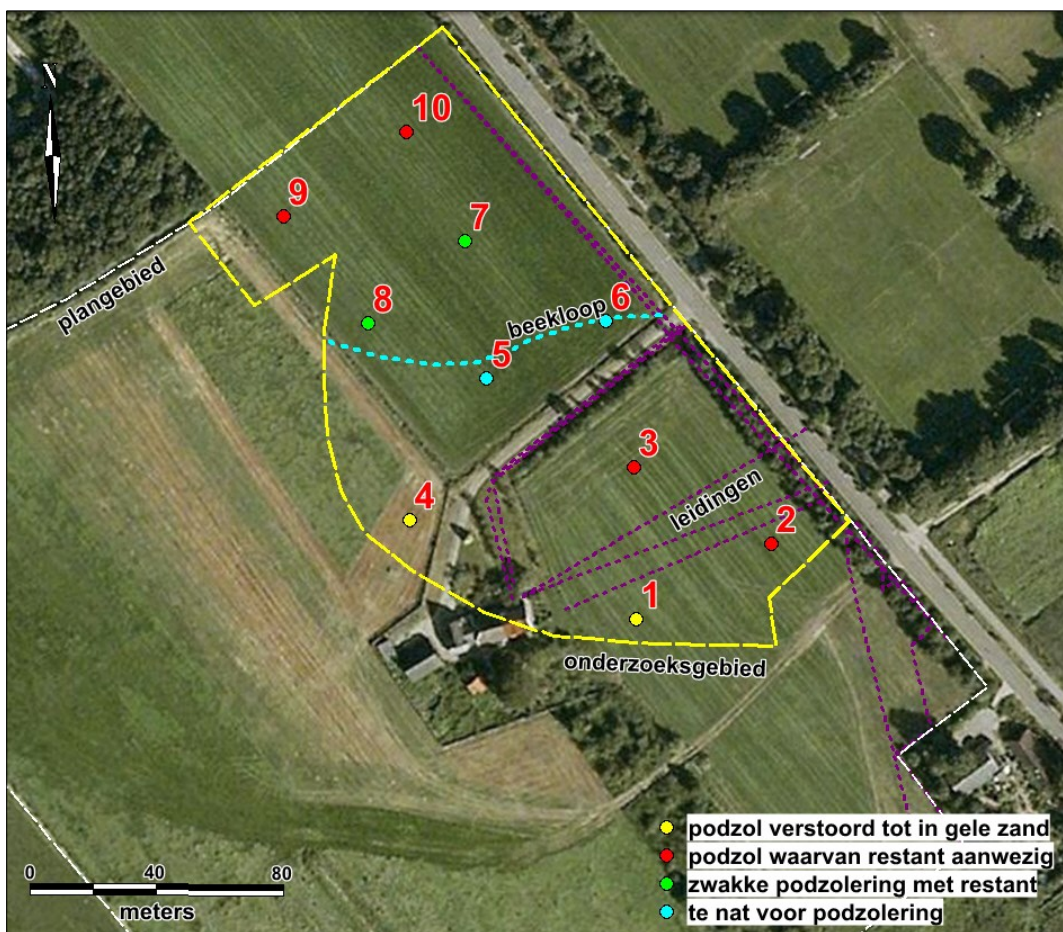 N
10
9
7
plangebied
8
beekloop
6
5
3
leidingen
4
2
1
onderzoeksgebied
podzol verstoord tot in gele zand
podzol waarvan restant aanwezig
zwakke podzolering met restant
te nat voor podzolering
0 40 80
meters